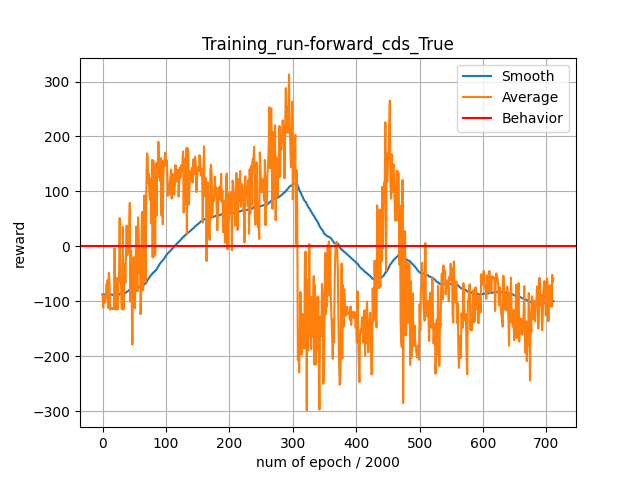 Training_run-forward_cds_True
Smooth
Average
Behavior
reward
300
200
100
0
−100
−200
−300
0 100 200 300 400 500 600 700
num of epoch / 2000